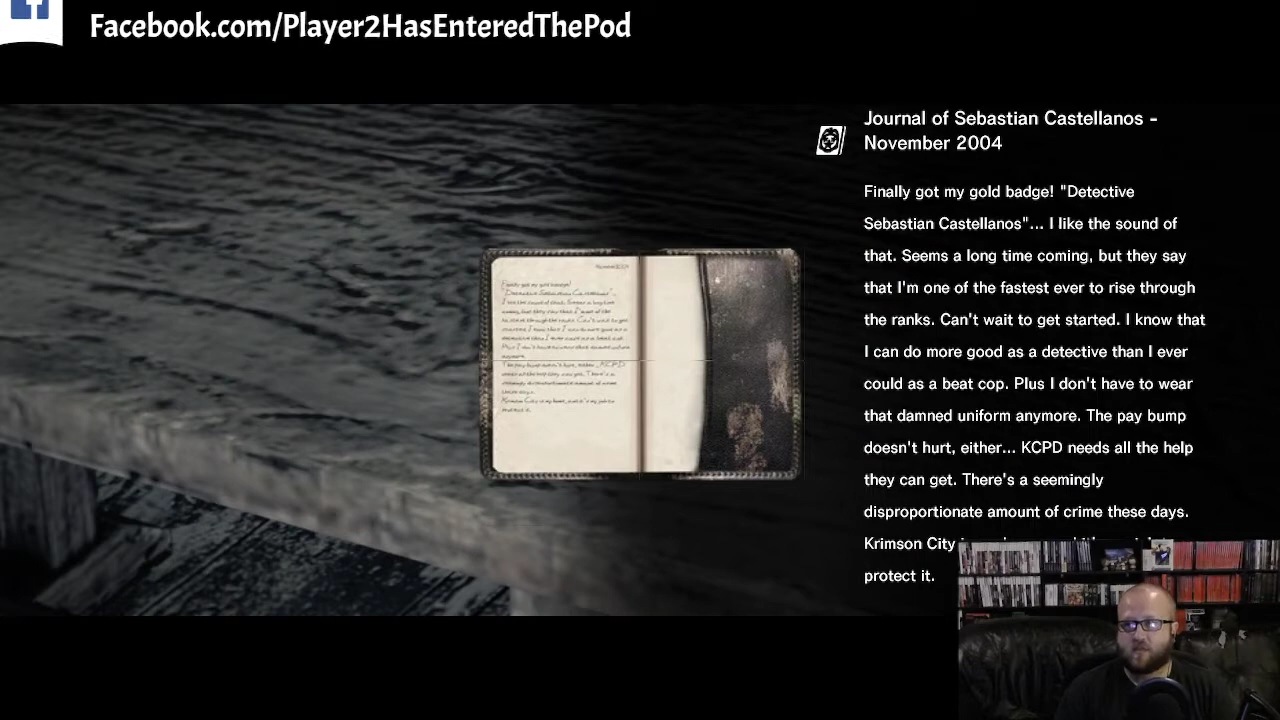 Facebook.com/Player2HasEnteredThePod
Journal of Sebastian Castellanos -
November 2004
Finally got my gold badge! "Detective
Sebastian Castellanos"... I like the sound of
that. Seems a long time coming, but they say
that I'm one of the fastest ever to rise through
the ranks. Can't wait to get started. I know that
I can do more good as a detective than I ever
could as a beat cop. Plus I don't have to wear
that damned uniform anymore. The pay bump
doesn't hurt, either... KCPD needs all the help
they can get. There's a seemingly
disproportionate amount of crime these days.
Krimson City
protect it.